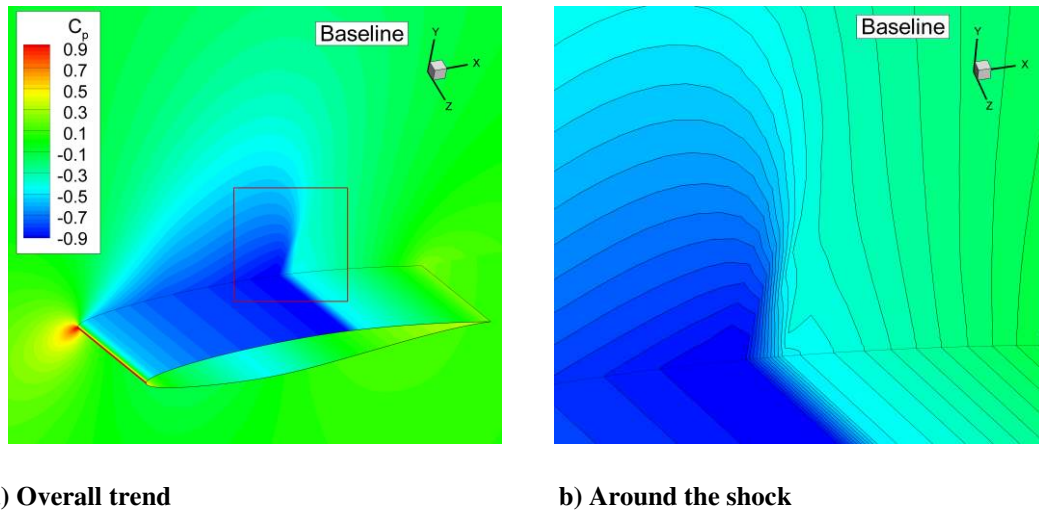 Cp
0.9
0.7
0.5
0.3
0.1
-0.1
-0.3
-0.5
-0.7
-0.9
Baseline
Y
X
Z
Baseline
Y
X
Z
) Overall trend
b) Around the shock